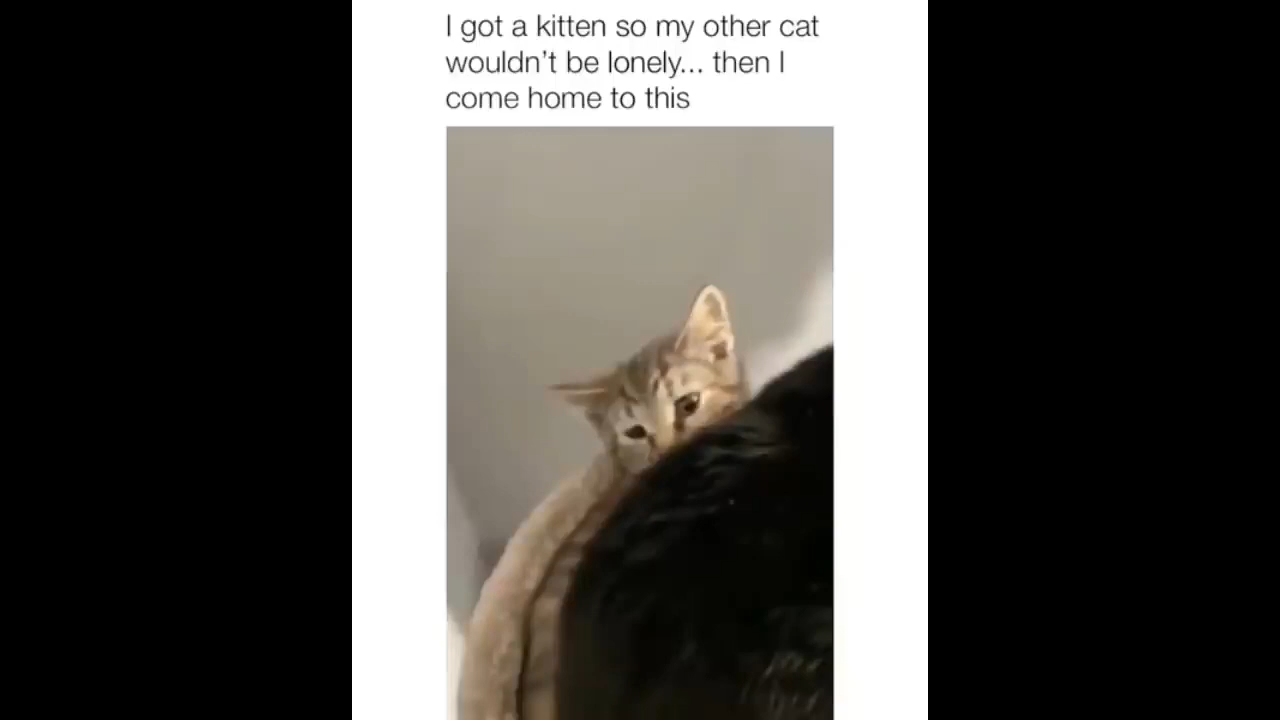 I got a kitten so my other cat
wouldn’t be lonely... then I
come home to this